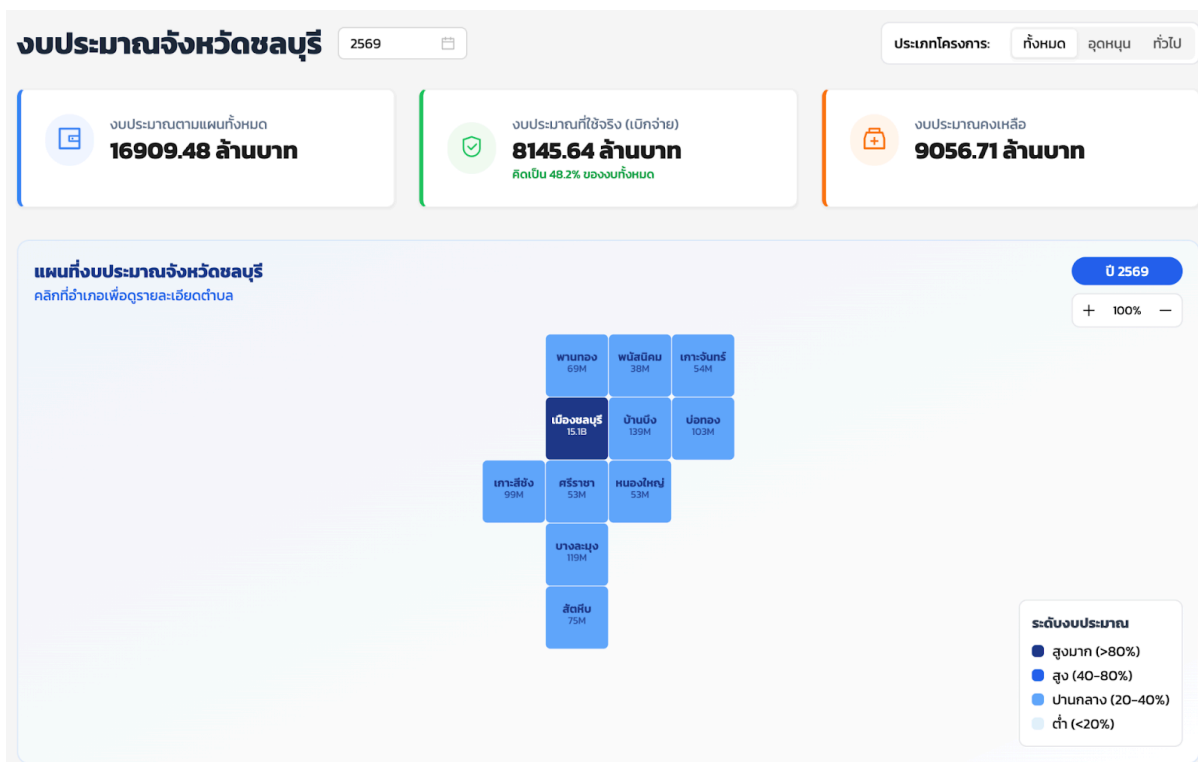 งบประมาณจังหวัดชลบุรี
2569
ประเภทโครงการ:
ทั้งหมด
อุดหนุน
ทั่วไป
งบประมาณตามแผนทั้งหมด
16909.48 ล้านบาท
งบประมาณที่ใช้จริง (เบิกจ่าย)
8145.64 ล้านบาท
คิดเป็น 48.2% ของงบทั้งหมด
งบประมาณคงเหลือ
9056.71 ล้านบาท
แผนที่งบประมาณจังหวัดชลบุรี
คลิกที่อำเภอเพื่อดูรายละเอียดตำบล
ปี 2569
+ 100% −
พานทอง
69M
พนัสนิคม
38M
เกาะจันทร์
54M
เมืองชลบุรี
15.1B
บ้านบึง
139M
บ่อทอง
103M
เกาะสีชัง
99M
ศรีราชา
53M
หนองใหญ่
53M
บางละมุง
119M
สัตหีบ
75M
ระดับงบประมาณ
สูงมาก (>80%)
สูง (40-80%)
ปานกลาง (20-40%)
ต่ำ (<20%)